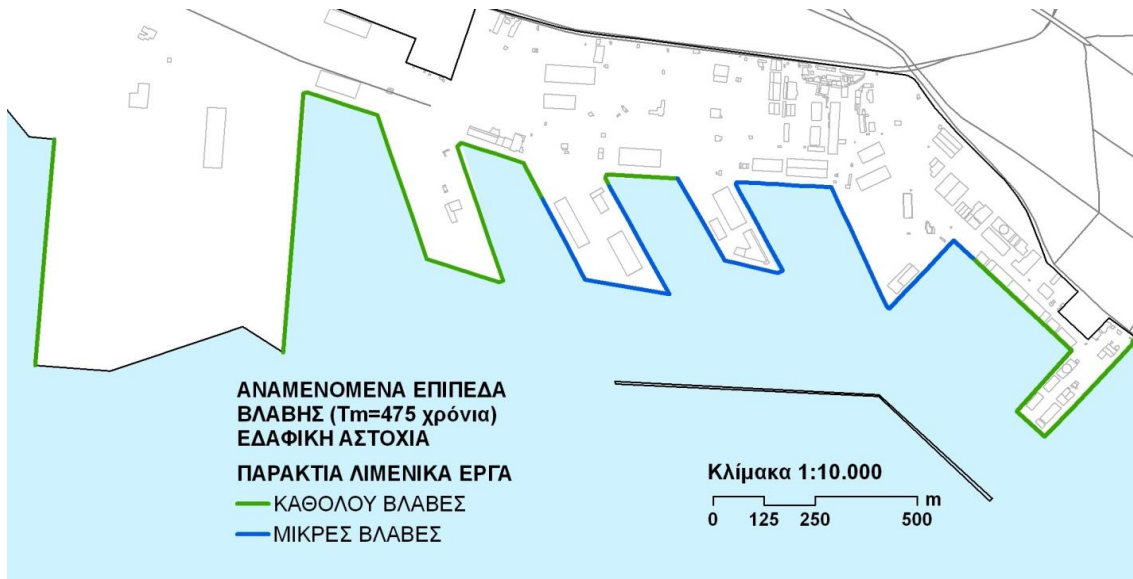 ΑΝΑΜΕΝΟΜΕΝΑ ΕΠΙΠΕΔΑ
ΒΛΑΒΗΣ (Tm=475 χρόνια)
ΕΔΑΦΙΚΗ ΑΣΤΟΧΙΑ
ΠΑΡΑΚΤΙΑ ΛΙΜΕΝΙΚΑ ΕΡΓΑ
ΚΑΘΟΛΟΥ ΒΛΑΒΕΣ
ΜΙΚΡΕΣ ΒΛΑΒΕΣ
Κλίμακα 1:10.000
m
0 125 250 500